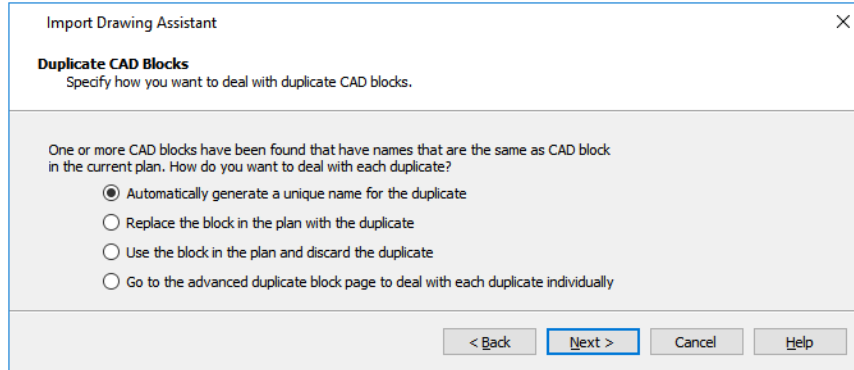 Import Drawing Assistant
Duplicate CAD Blocks
Specify how you want to deal with duplicate CAD blocks.
One or more CAD blocks have been found that have names that are the same as CAD block
in the current plan. How do you want to deal with each duplicate?
Automatically generate a unique name for the duplicate
Replace the block in the plan with the duplicate
Use the block in the plan and discard the duplicate
Go to the advanced duplicate block page to deal with each duplicate individually
< Back Next > Cancel Help